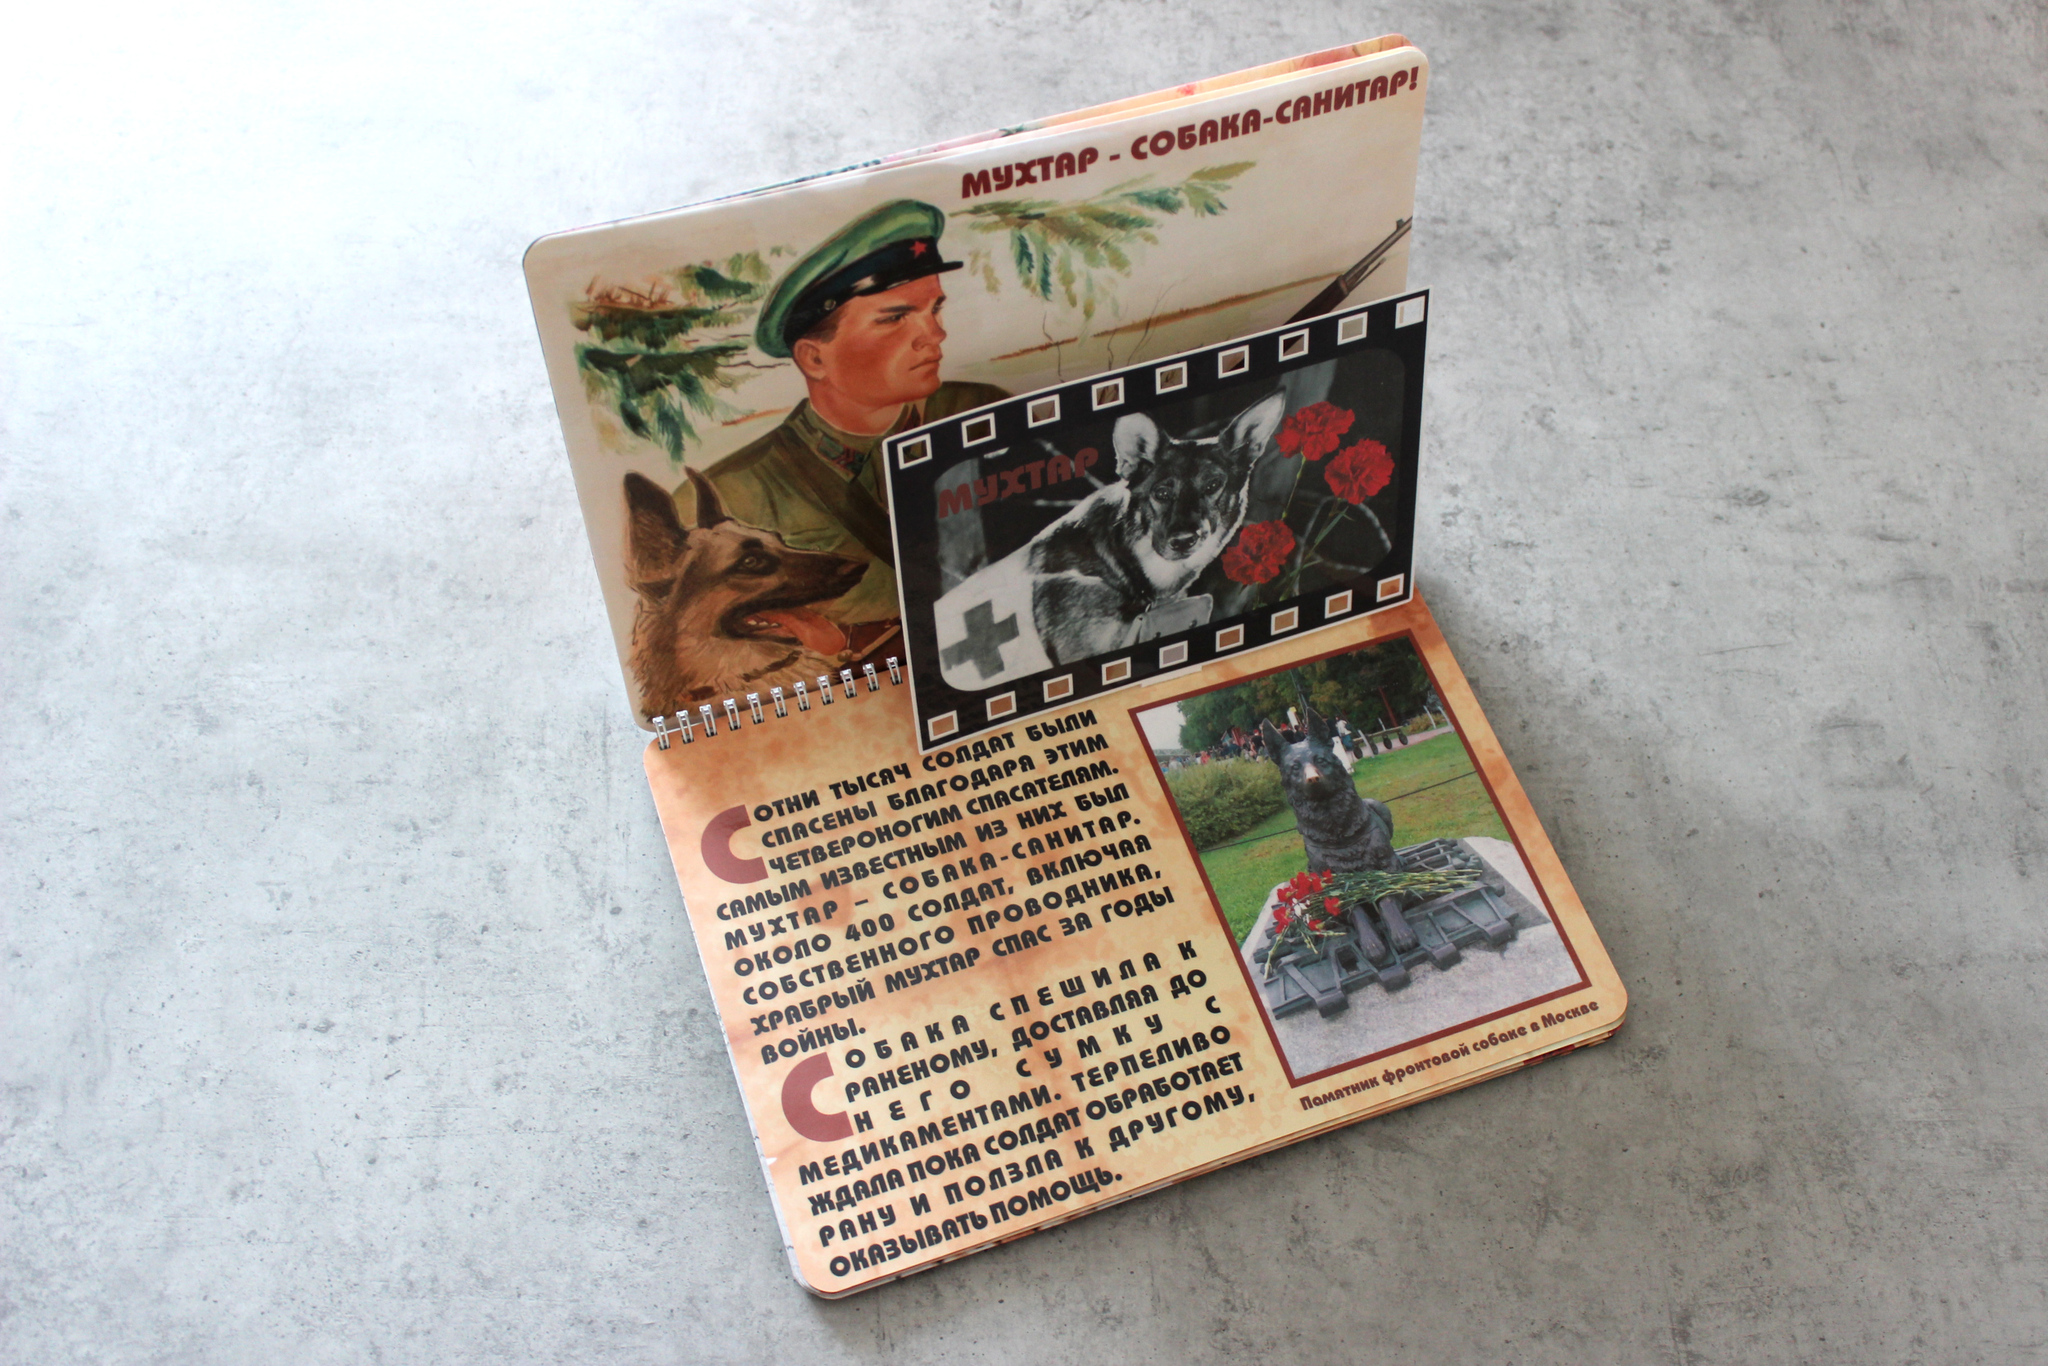 МУХТАР - СОБАКА-САНИТАР!
МУХТАР
СОТНИ ТЫСЯЧ СОЛДАТ БЫЛИ
СПАСЕНЫ БЛАГОДАРЯ ЭТИМ
ЧЕТВЕРОНОГИМ СПАСАТЕЛЯМ.
САМЫМ ИЗВЕСТНЫМ ИЗ НИХ БЫЛ
МУХТАР – СОБАКА-САНИТАР.
ОКОЛО 400 СОЛДАТ, ВКЛЮЧАЯ
СОБСТВЕННОГО ПРОВОДНИКА,
ХРАБРЫЙ МУХТАР СПАС ЗА ГОДЫ
ВОЙНЫ.
СОБАКА СПЕШИЛА К
РАНЕНОМУ, ДОСТАВЛЯЯ ДО
НЕГО СУМКУ С
МЕДИКАМЕНТАМИ. ТЕРПЕЛИВО
ЖДАЛА ПОКА СОЛДАТ ОБРАБОТАЕТ
РАНУ И ПОЛЗЛА К ДРУГОМУ,
ОКАЗЫВАТЬ ПОМОЩЬ.
Памятник фронтовой собаке в Москве